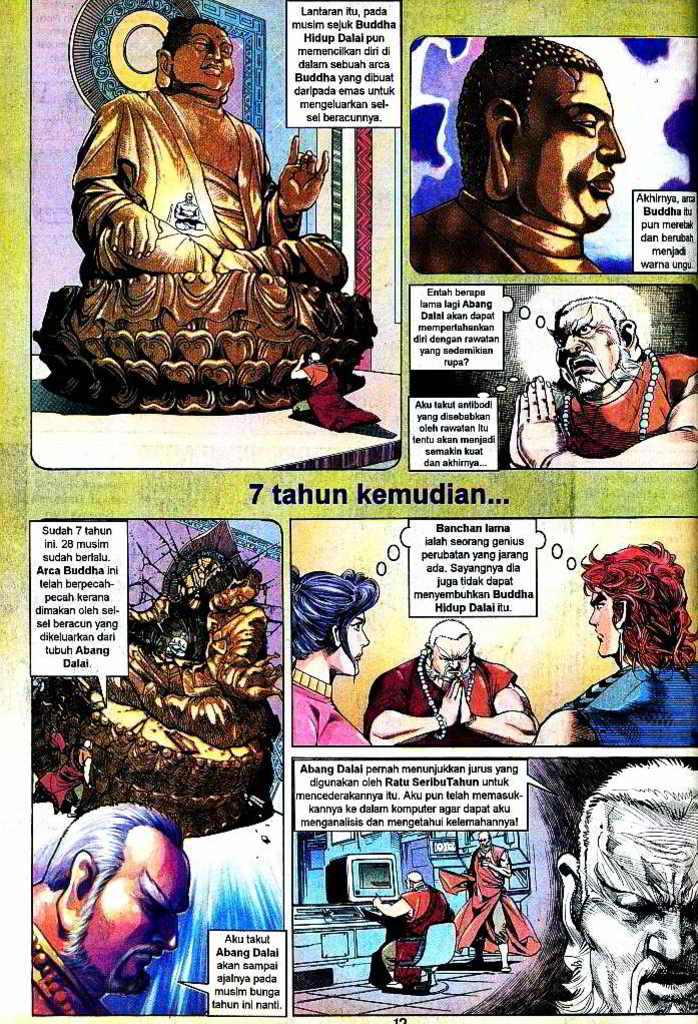 Lantaran itu, pada
musim sejuk Buddha
Hidup Dalai pun
memencilkan diri di
dalam sebuah arca
Buddha yang dibuat
daripada emas untuk
mengeluarkan sel-
sel beracunnya.
Akhirnya, arca
Buddha itu
pun meretak
dan berubah
menjadi
warna ungu.
Entah berapa
lama lagi Abang
Dalai akan dapat
mempertahankan
diri dengan rawatan
yang sedemikian
rupa?
Aku takut antibodi
yang disebabkan
oleh rawatan itu
tentu akan menjadi
semakin kuat
dan akhirnya...
7 tahun kemudian...
Sudah 7 tahun
ini. 28 musim
sudah berlalu.
Arca Buddha ini
telah berpecah-
pecah kerana
dimakan oleh sel-
sel beracun yang
dikeluarkan dari
tubuh Abang
Dalai.
Banchan lama
ialah seorang genius
perubatan yang jarang
ada. Sayangnya dia
juga tidak dapat
menyembuhkan Buddha
Hidup Dalai itu.
Abang Dalai pernah menunjukkan jurus yang
digunakan oleh Ratu SeribuTahun untuk
mencederakannya itu. Aku pun telah memasuk-
kannya ke dalam komputer agar dapat aku
menganalisis dan mengetahui kelemahannya!
Aku takut
Abang Dalai
akan sampai
ajalnya pada
musim bunga
tahun ini nanti.
12